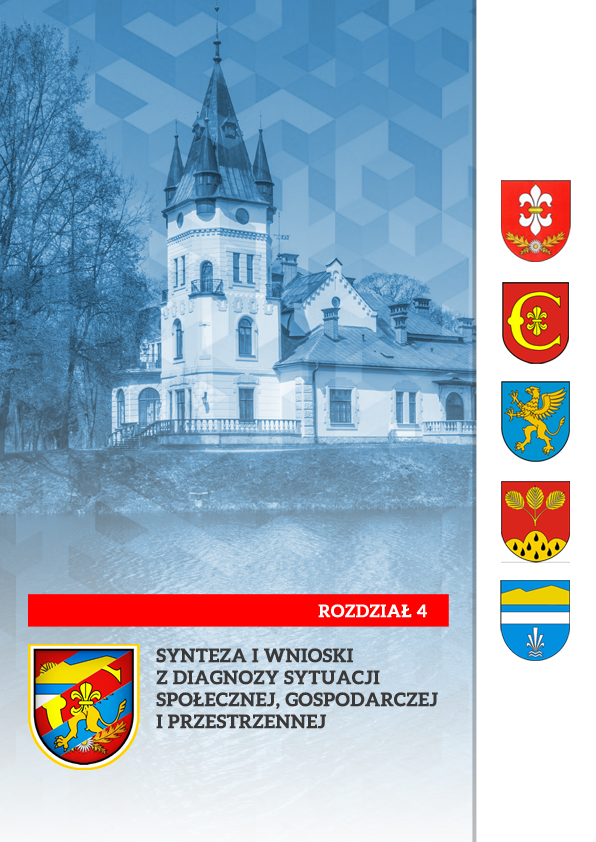 ROZDZIAŁ 4
SYNTEZA I WNIOSKI
Z DIAGNOZY SYTUACJI
SPOŁECZNEJ, GOSPODARCZEJ
I PRZESTRZENNEJ